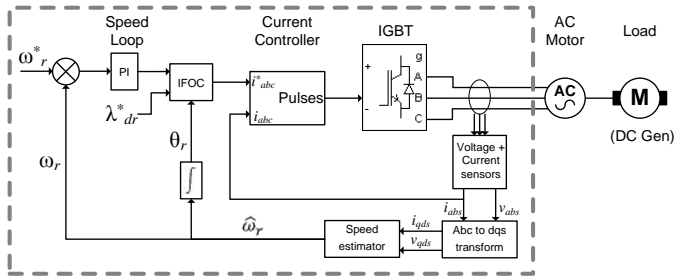 Speed
Loop
Current
Controller
IGBT
AC
Motor
Load
ω*r
PI
IFOC
λ*dr
i*abc
iabc
Pulses
+
-
g
A
B
C
AC
M
(DC Gen)
θr
ωr
∫
Voltage +
Current
sensors
iabs
vabs
ω̂r
Speed
estimator
iqds
vqds
Abc to dqs
transform